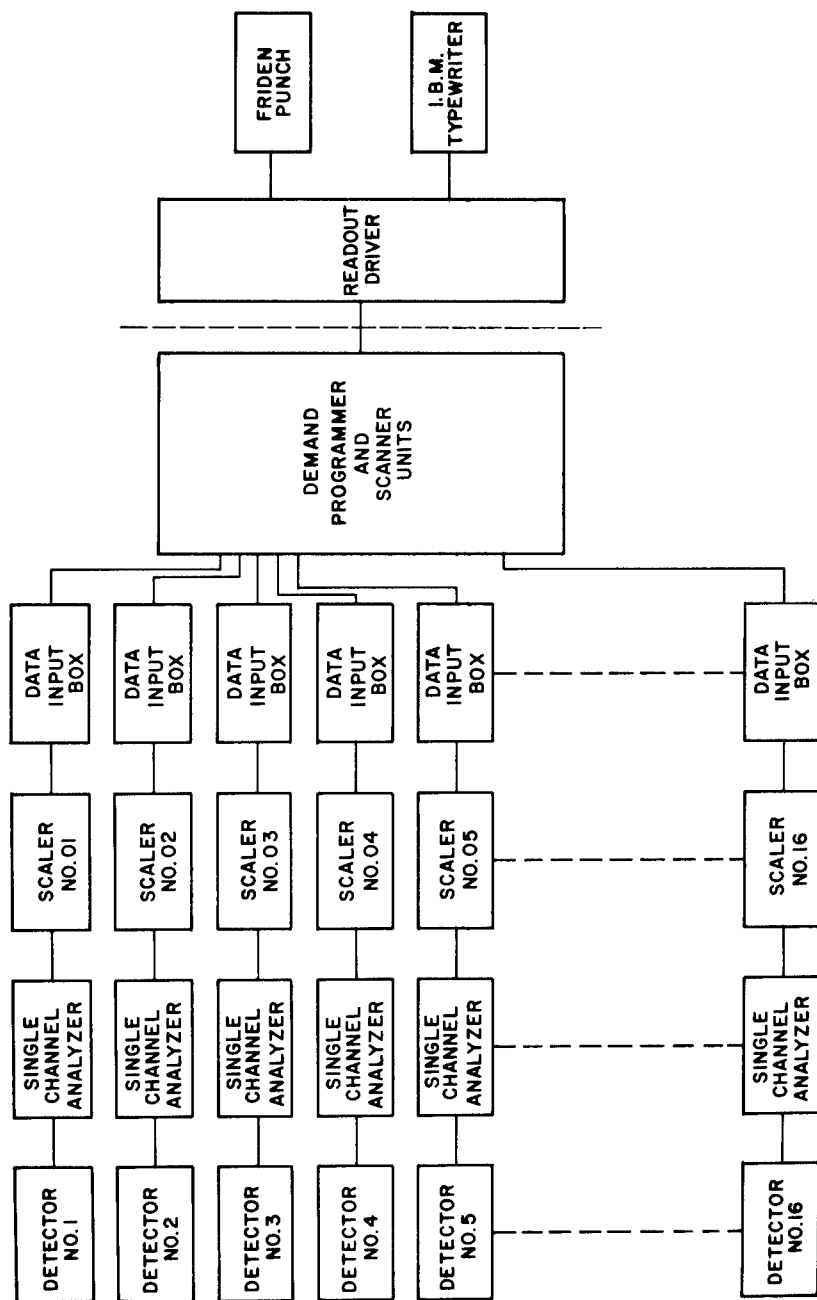 DETECTOR
NO.1
SINGLE
CHANNEL
ANALYZER
SCALER
NO.01
DATA
INPUT
BOX
DETECTOR
NO.2
SINGLE
CHANNEL
ANALYZER
SCALER
NO.02
DATA
INPUT
BOX
DETECTOR
NO.3
SINGLE
CHANNEL
ANALYZER
SCALER
NO.03
DATA
INPUT
BOX
DETECTOR
NO.4
SINGLE
CHANNEL
ANALYZER
SCALER
NO.04
DATA
INPUT
BOX
DETECTOR
NO.5
SINGLE
CHANNEL
ANALYZER
SCALER
NO.05
DATA
INPUT
BOX
DETECTOR
NO.16
SINGLE
CHANNEL
ANALYZER
SCALER
NO.16
DATA
INPUT
BOX
DEMAND
PROGRAMMER
AND
SCANNER
UNITS
READOUT
DRIVER
FRIDEN
PUNCH
I.B.M.
TYPEWRITER